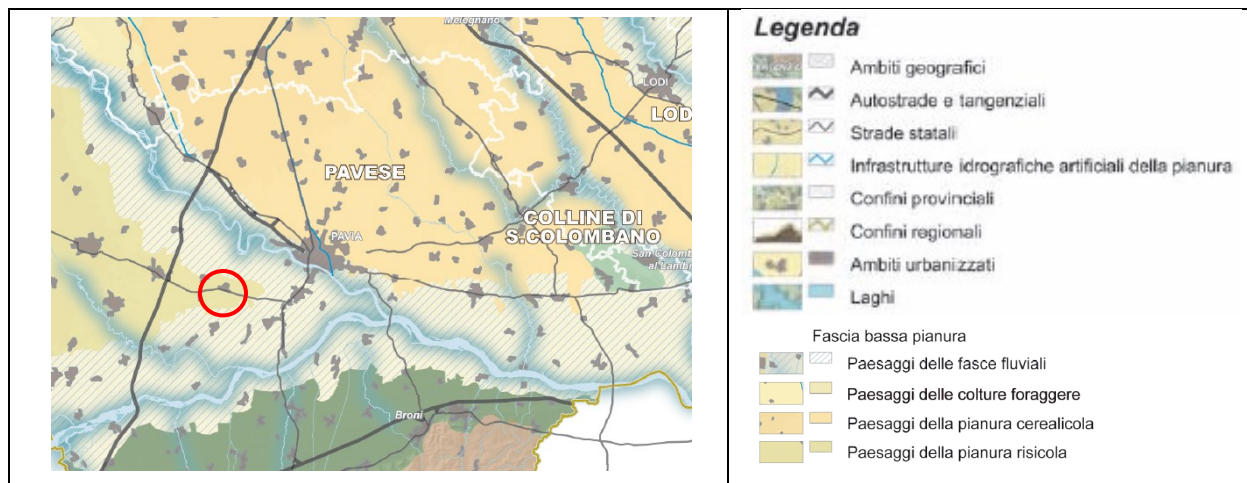 Melegnano
LODI
LOD
PAVESE
PAVIA
COLLINE DI
S.COLOMBANO
San Colomb
al Lambr
Broni
Legenda
Ambiti geografici
Autostrade e tangenziali
Strade statali
Infrastrutture idrografiche artificiali della pianura
Confini provinciali
Confini regionali
Ambiti urbanizzati
Laghi
Fascia bassa pianura
Paesaggi delle fasce fluviali
Paesaggi delle colture foraggere
Paesaggi della pianura cerealicola
Paesaggi della pianura risicola